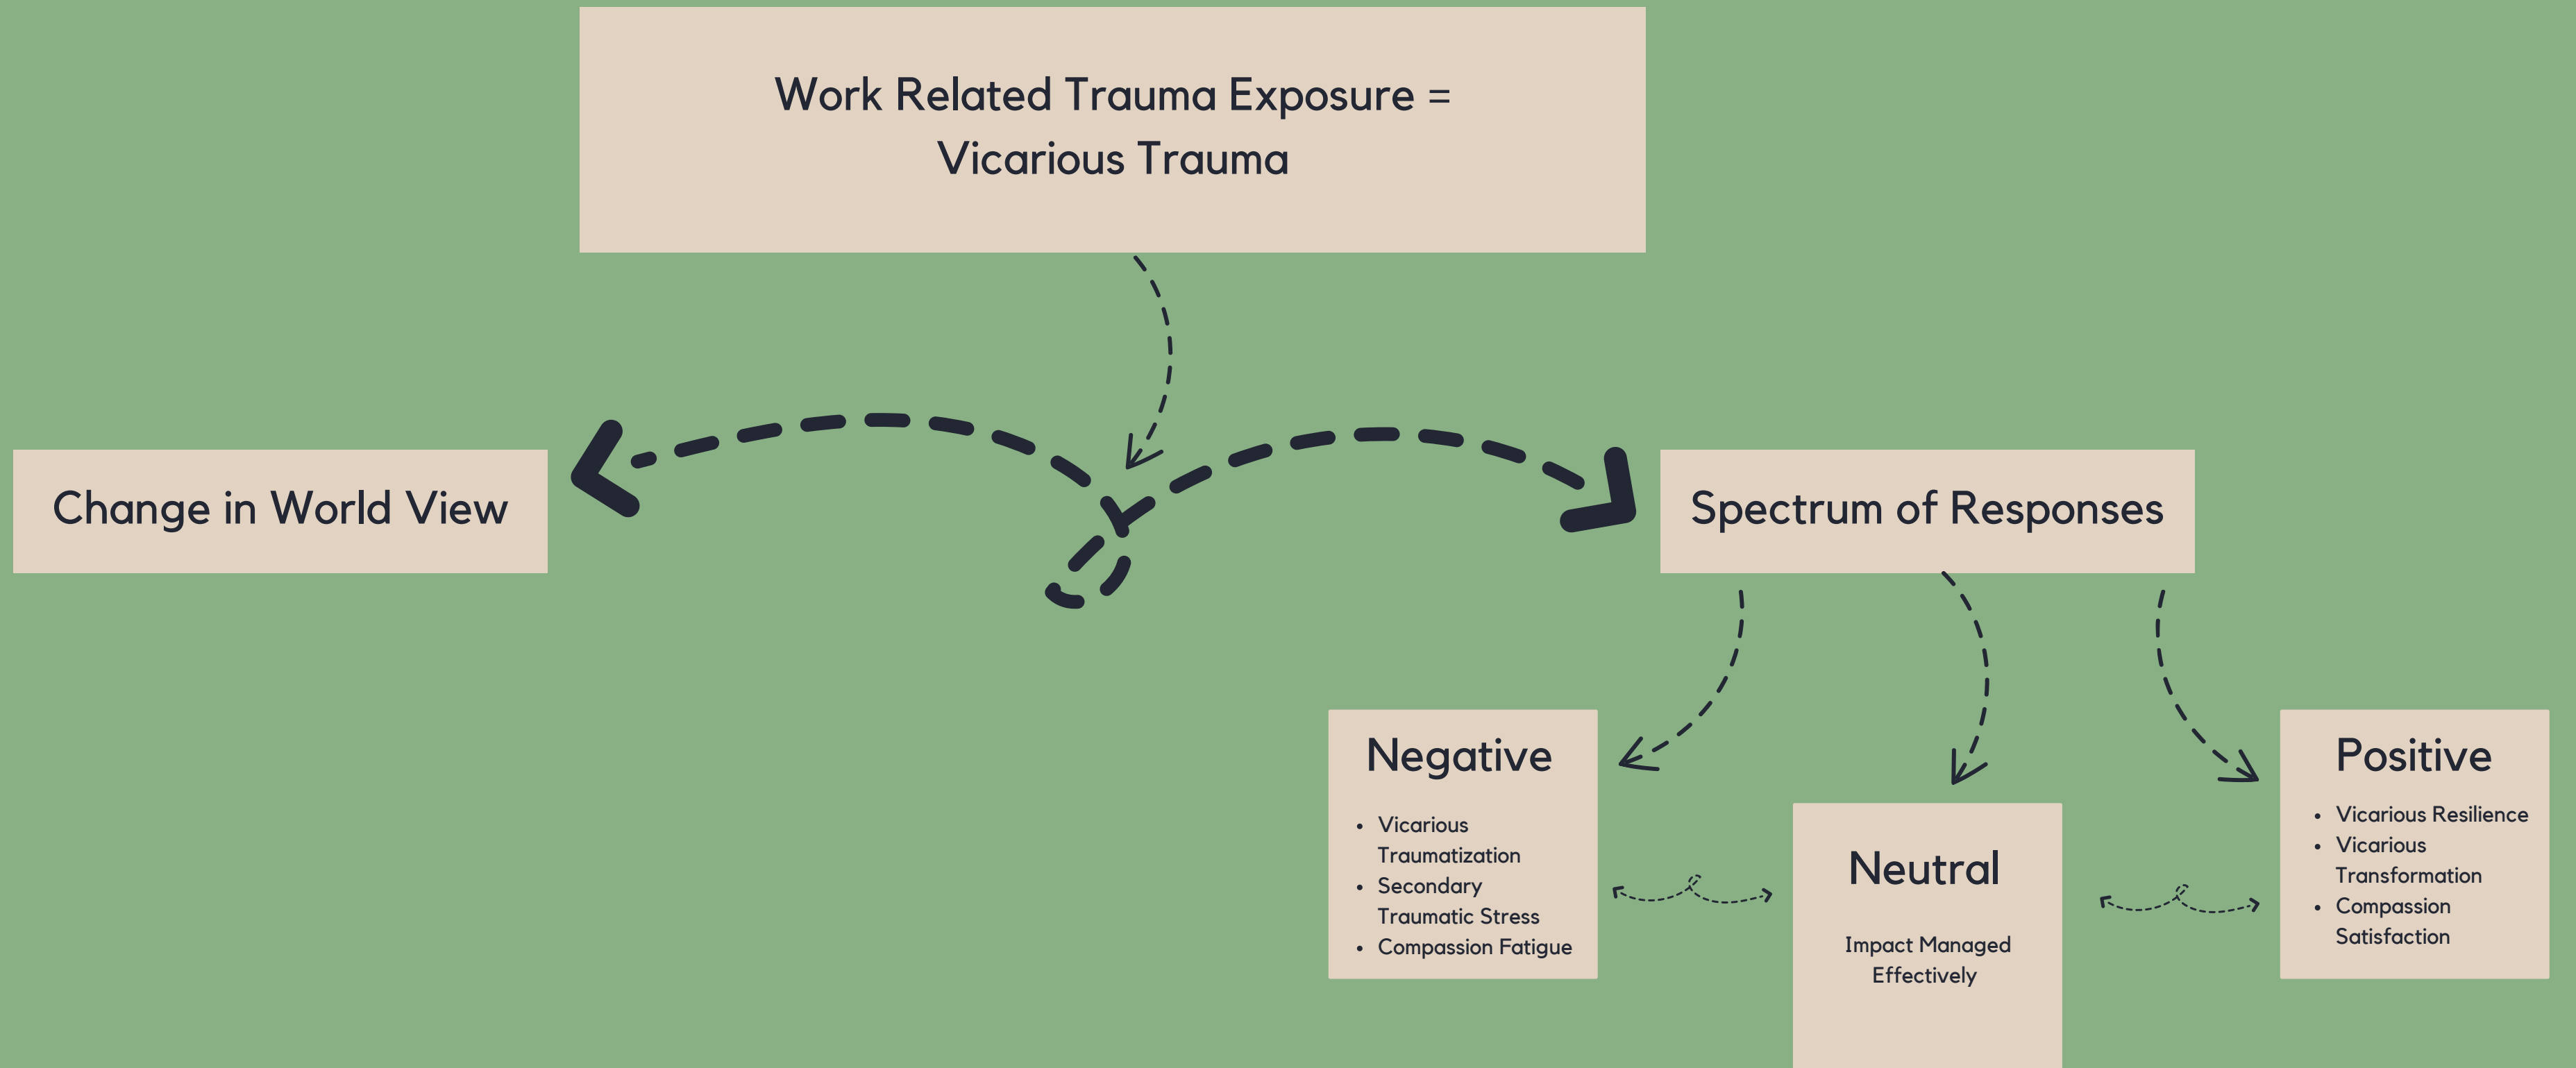 Work Related Trauma Exposure =
Vicarious Trauma
Change in World View
Spectrum of Responses
Negative
• Vicarious
Traumatization
• Secondary
Traumatic Stress
• Compassion Fatigue
Neutral
Impact Managed
Effectively
Positive
• Vicarious Resilience
• Vicarious
Transformation
• Compassion
Satisfaction